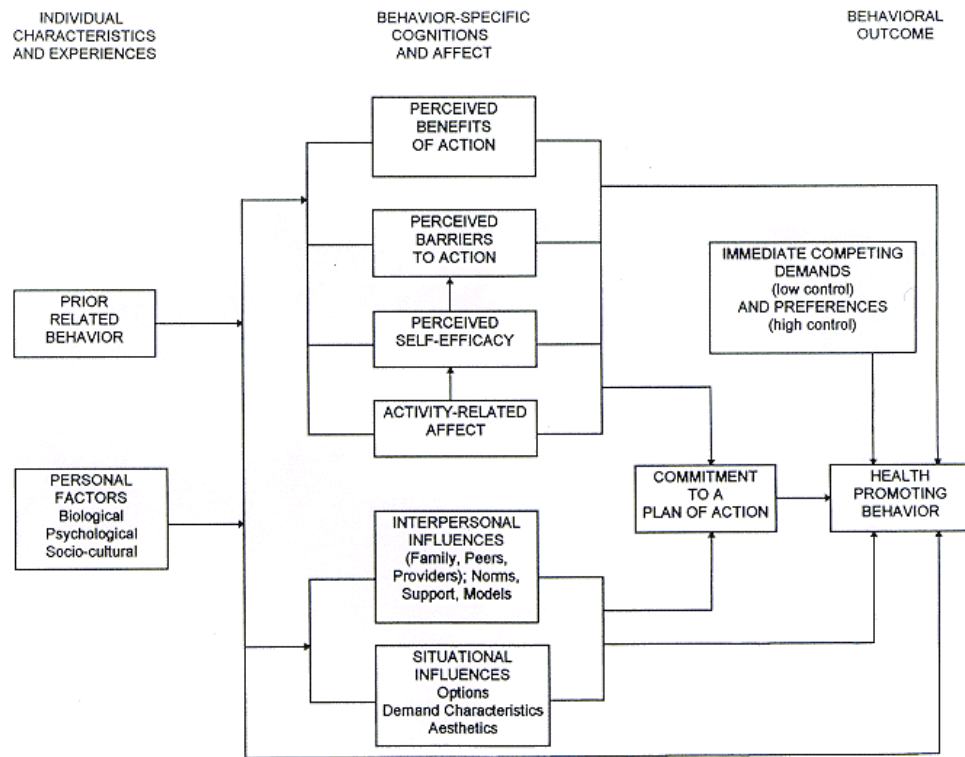 INDIVIDUAL
CHARACTERISTICS
AND EXPERIENCES
BEHAVIOR-SPECIFIC
COGNITIONS
AND AFFECT
BEHAVIORAL
OUTCOME
PERCEIVED
BENEFITS
OF ACTION
PERCEIVED
BARRIERS
TO ACTION
IMMEDIATE COMPETING
DEMANDS
(low control)
AND PREFERENCES
(high control)
PRIOR
RELATED
BEHAVIOR
PERCEIVED
SELF-EFFICACY
ACTIVITY-RELATED
AFFECT
PERSONAL
FACTORS
Biological
Psychological
Socio-cultural
COMMITMENT
TO A
PLAN OF ACTION
HEALTH
PROMOTING
BEHAVIOR
INTERPERSONAL
INFLUENCES
(Family, Peers,
Providers); Norms,
Support, Models
SITUATIONAL
INFLUENCES
Options
Demand Characteristics
Aesthetics